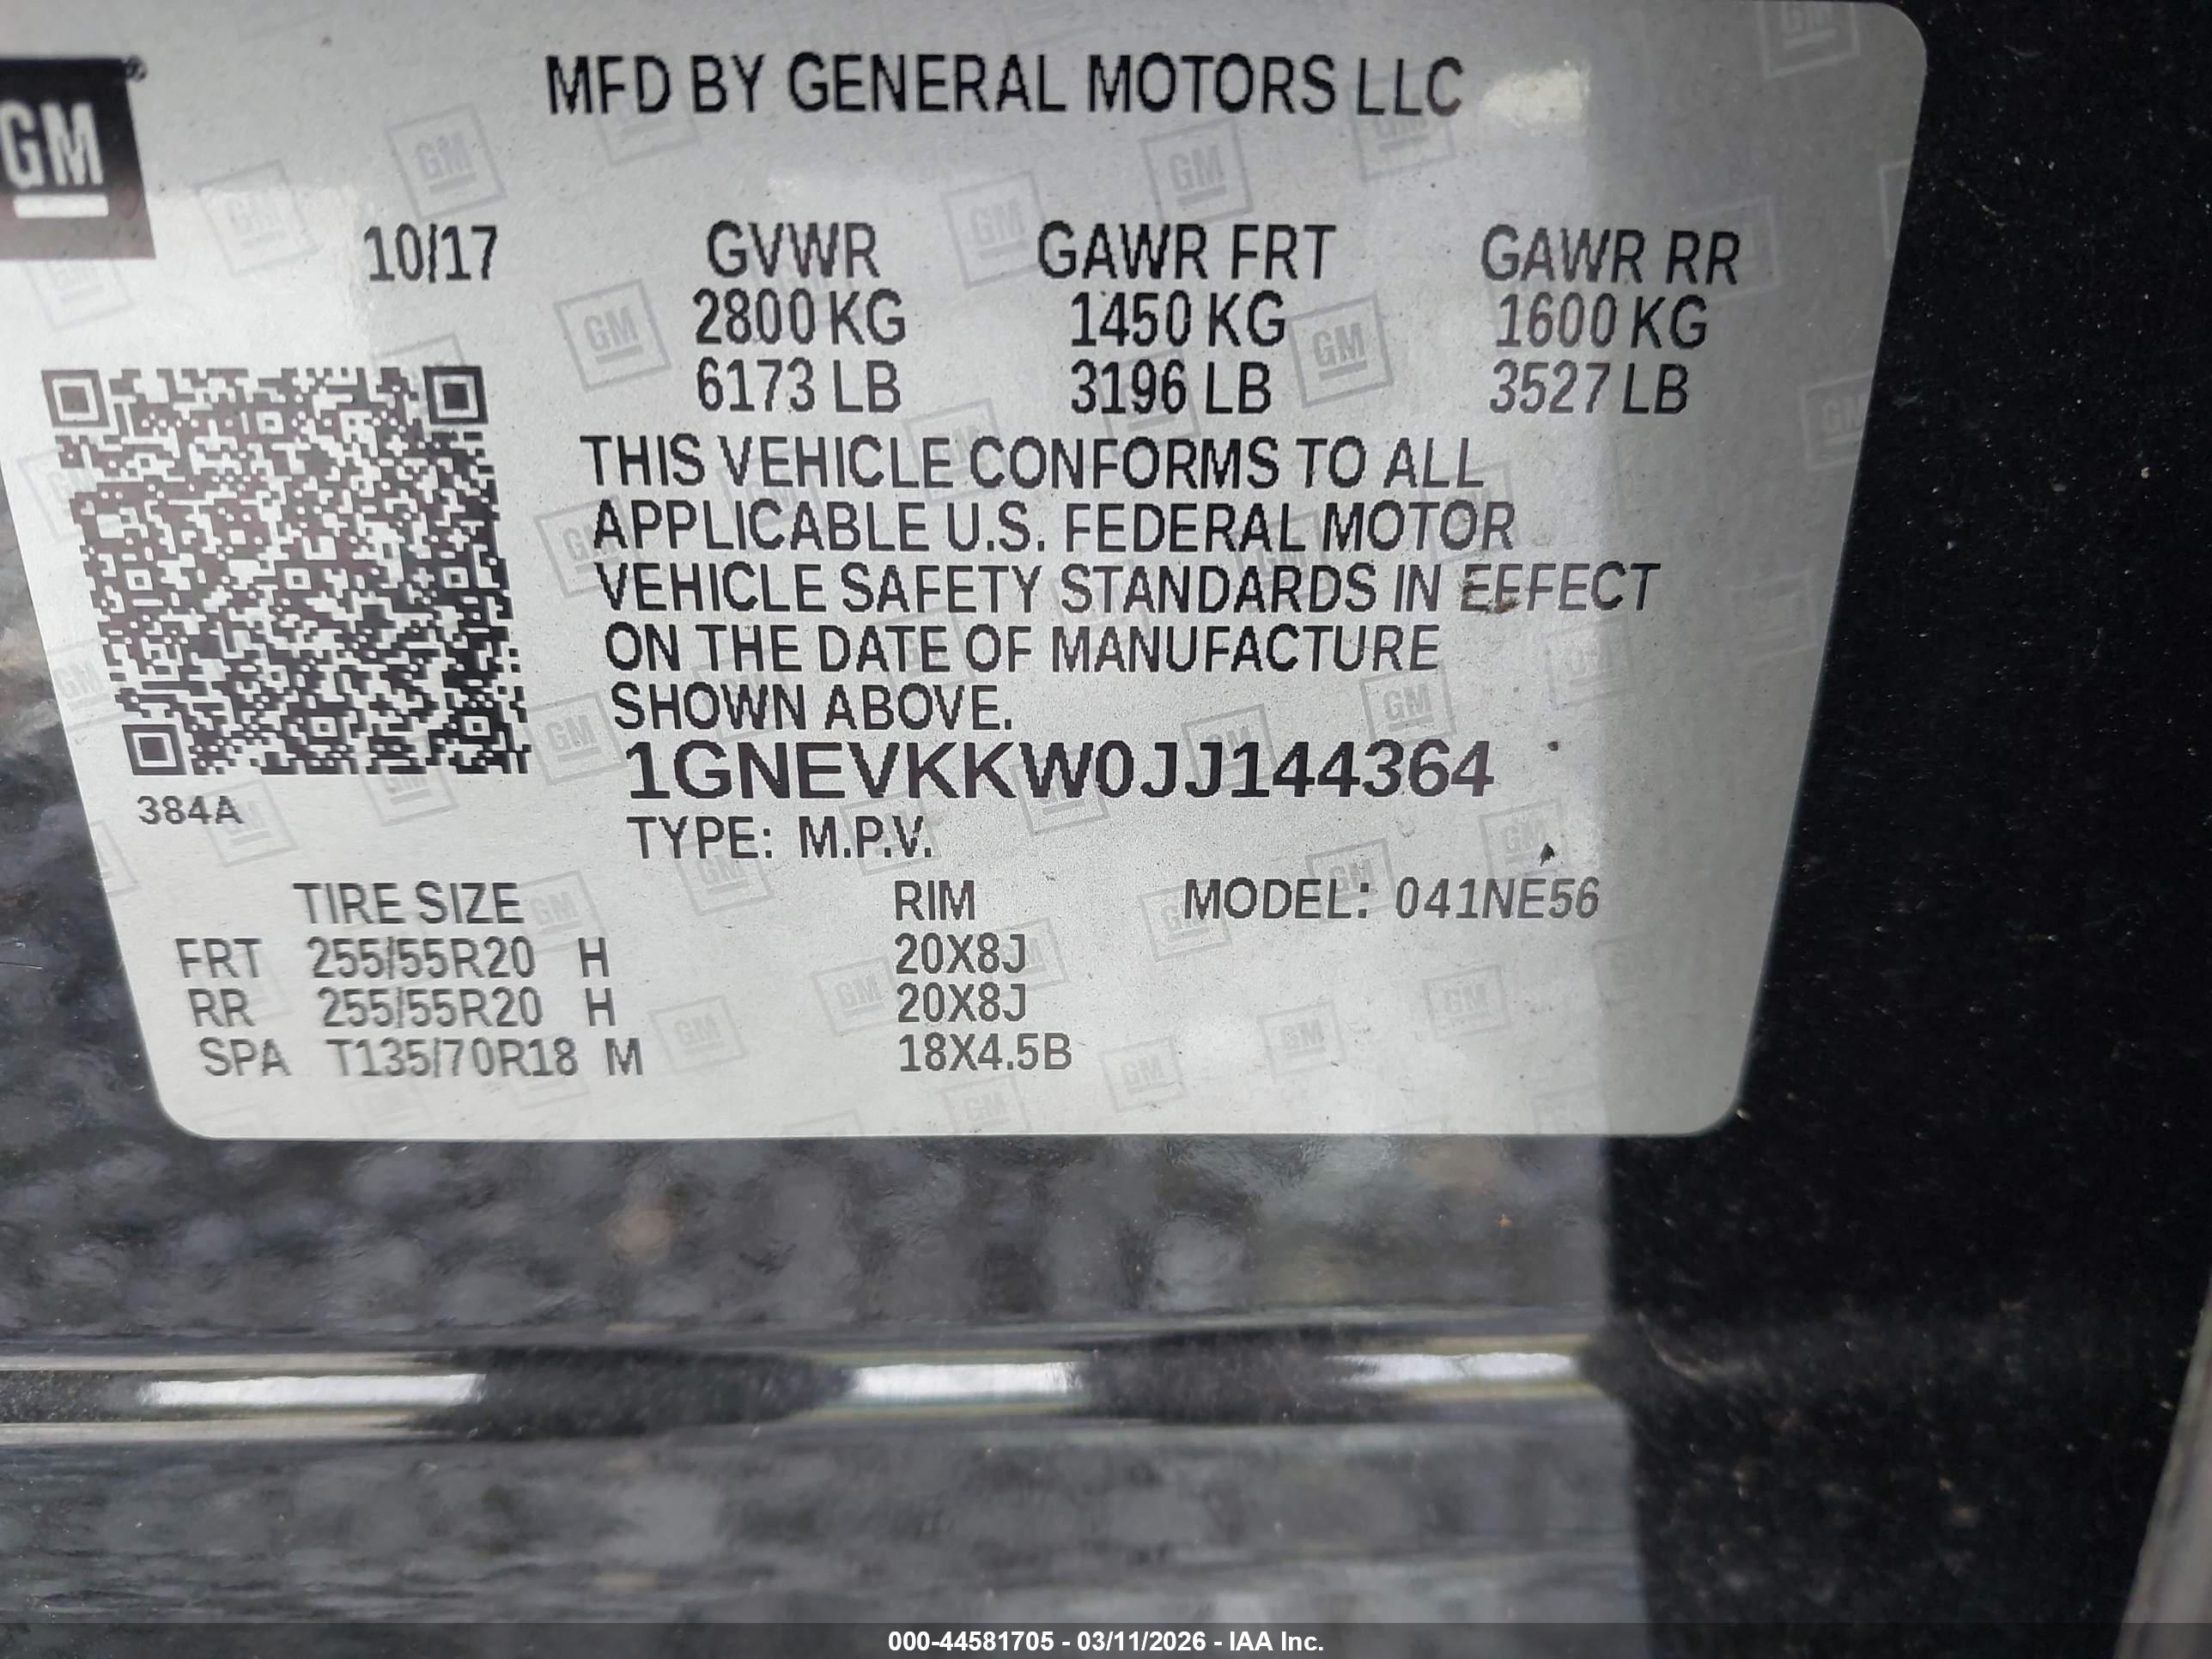 MFD BY GENERAL MOTORS LLC
GM
10/17 GVWR GAWR FRT GAWR RR
2800 KG 1450 KG 1600 KG
6173 LB 3196 LB 3527 LB
THIS VEHICLE CONFORMS TO ALL
APPLICABLE U.S. FEDERAL MOTOR
VEHICLE SAFETY STANDARDS IN EFFECT
ON THE DATE OF MANUFACTURE
SHOWN ABOVE.
1GNEVKKW0JJ144364
384A
TYPE: M.P.V.
TIRE SIZE RIM MODEL: 041NE56
FRT 255/55R20 H 20X8J
RR 255/55R20 H 20X8J
SPA T135/70R18 M 18X4.5B
000-44581705 - 03/11/2026 - IAA Inc.